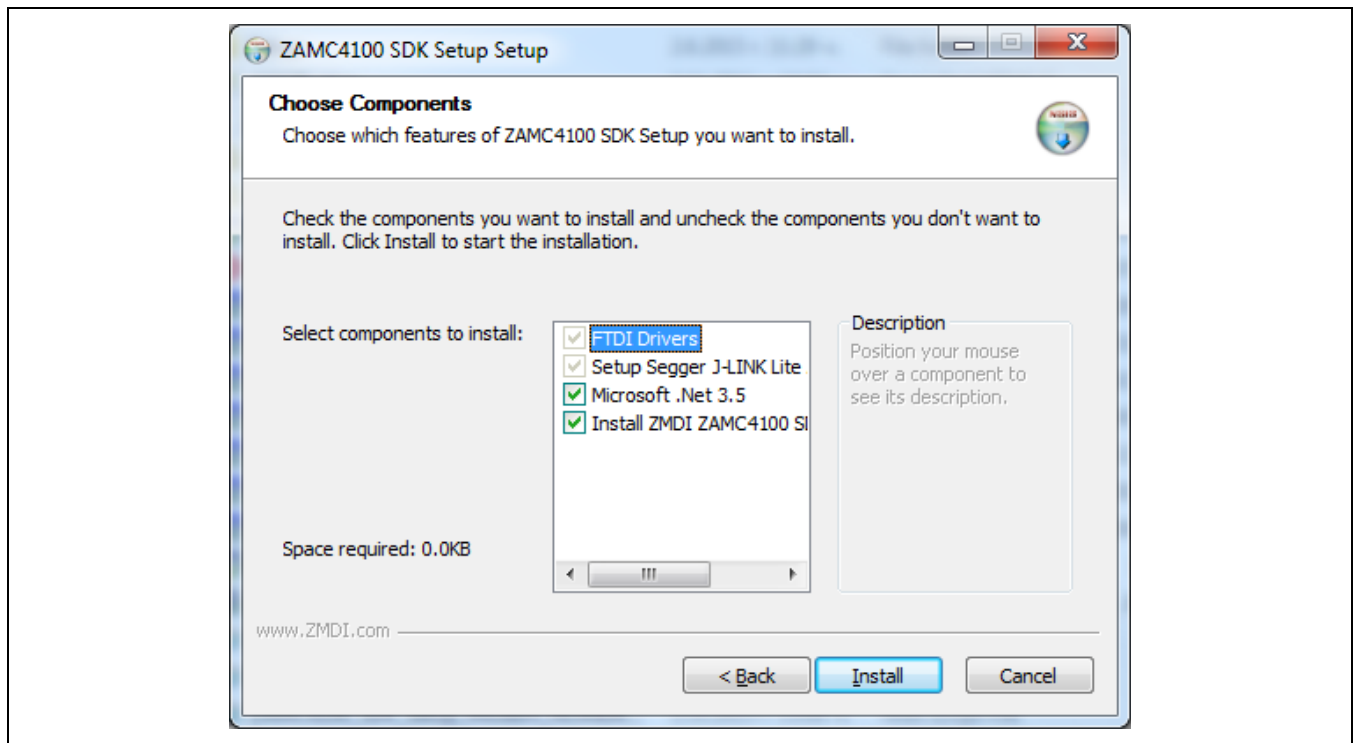 ZAMC4100 SDK Setup Setup
Choose Components
Choose which features of ZAMC4100 SDK Setup you want to install.
Check the components you want to install and uncheck the components you don't want to
install. Click Install to start the installation.
Select components to install:
FTDI Drivers
Setup Segger J-LINK Lite
Microsoft .Net 3.5
Install ZMDI ZAMC4100
Description
Position your mouse
over a component to
see its description.
Space required: 0.0KB
www.ZMDI.com
< Back
Install
Cancel